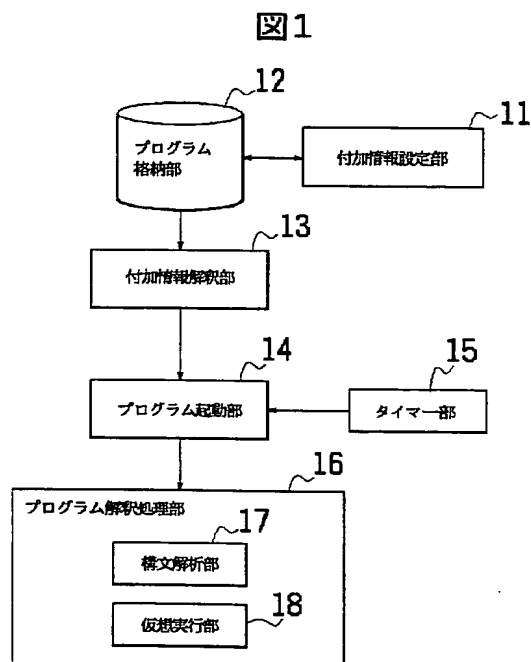 図1
12
11
プログラム
格納部
付加情報設定部
13
付加情報解釈部
14
15
プログラム起動部
タイマー部
16
プログラム解釈処理部
17
構文解析部
18
仮想実行部